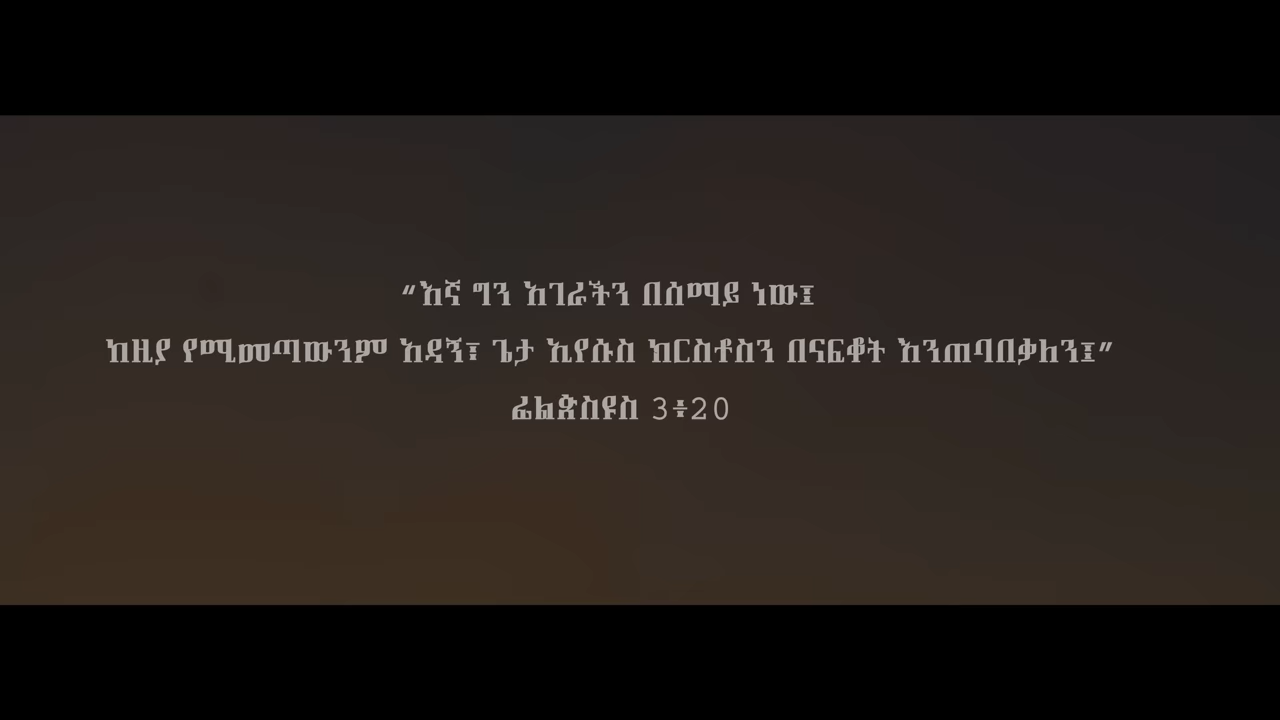 “እኛ ግን አገራችን በሰማይ ነው፤
ከዚያ የሚመጣውንም አዳኝ፣ ጌታ ኢየሱስ ክርስቶስን በናፍቆት እንጠባበቃለን፤”
ፊልጵስዩስ 3፥20